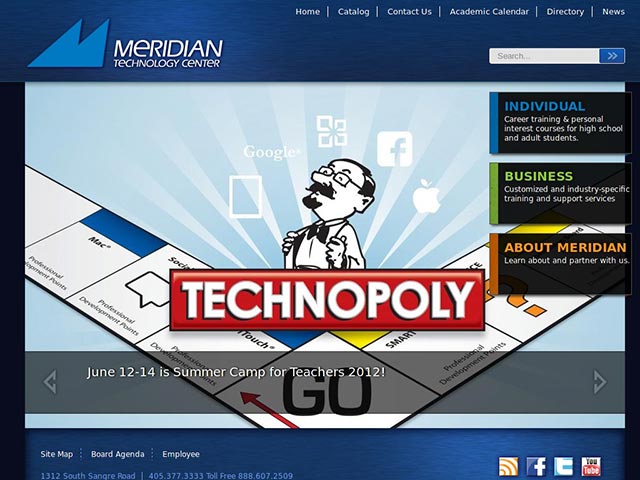 Home | Catalog | Contact Us | Academic Calendar | Directory | News
MERIDIAN
TECHNOLOGY CENTER
Search...
INDIVIDUAL
Career training & personal
interest courses for high school
and adult students.
BUSINESS
Customized and industry-specific
training and support services
ABOUT MERIDIAN
Learn about and partner with us.
Google
Mac
Professional
Development Points
Professional
Development Points
Professional
Development Points
SMART
Professional
Development Points
TECHNOPOLY
GO
June 12-14 is Summer Camp for Teachers 2012!
Site Map | Board Agenda | Employee
1312 South Sangre Road | 405.377.3333 Toll Free 888.607.2509
You
Tube